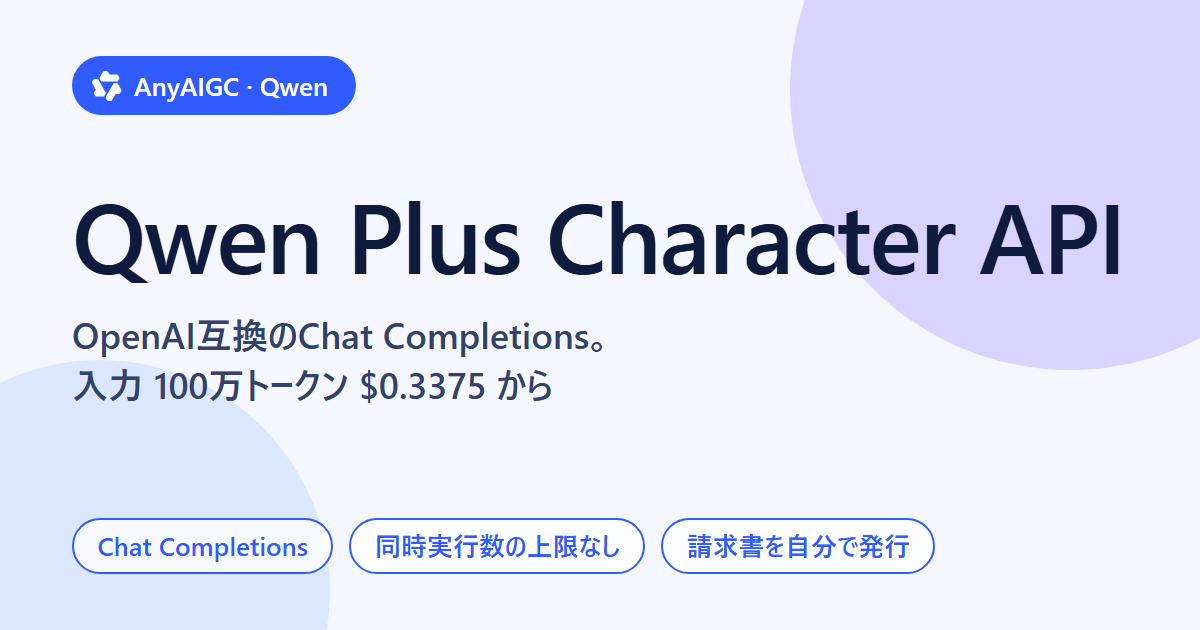 AnyAIGC · Qwen
Qwen Plus Character API
OpenAI互換のChat Completions。
入力 100万トークン $0.3375 から
Chat Completions
同時実行数の上限なし
請求書を自分で発行